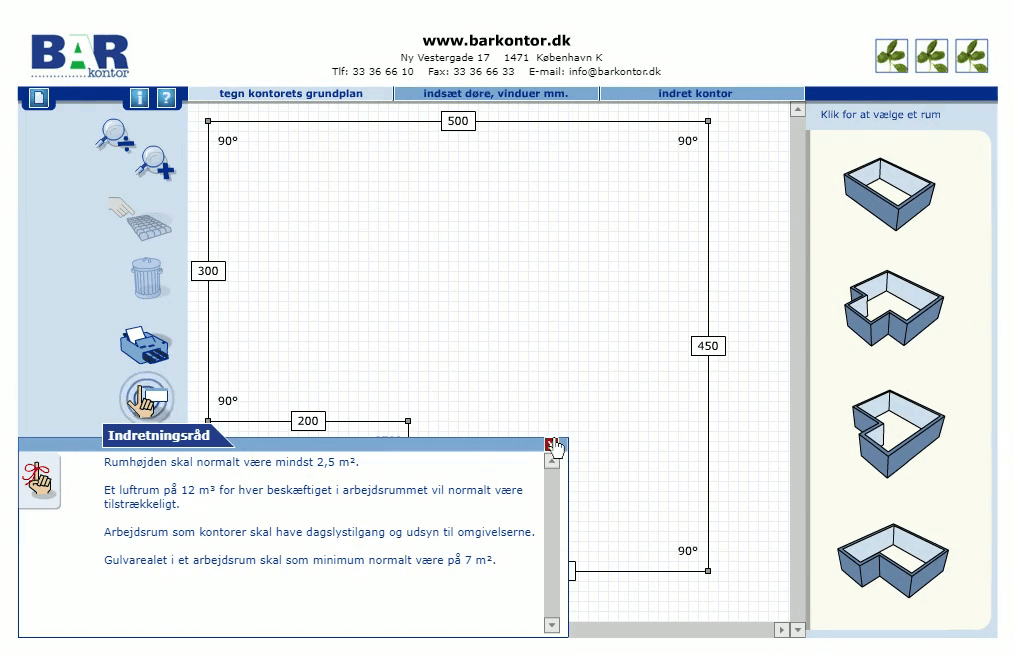 BAR
kontor
www.barkontor.dk
Ny Vestergade 17 1471 København K
Tlf: 33 36 66 10 Fax: 33 36 66 33 E-mail: info@barkontor.dk
i ? tegn kontorets grundplan indsæt døre, vinduer mm. indret kontor
Klik for at vælge et rum
500
90° 90°
300
450
90°
200
Indretningsråd
Rumhøjden skal normalt være mindst 2,5 m².
Et luftrum på 12 m³ for hver beskæftiget i arbejdsrummet vil normalt være
tilstrækkeligt.
Arbejdsrum som kontorer skal have dagslystilgang og udsyn til omgivelserne.
Gulvarealet i et arbejdsrum skal som minimum normalt være på 7 m².
90°